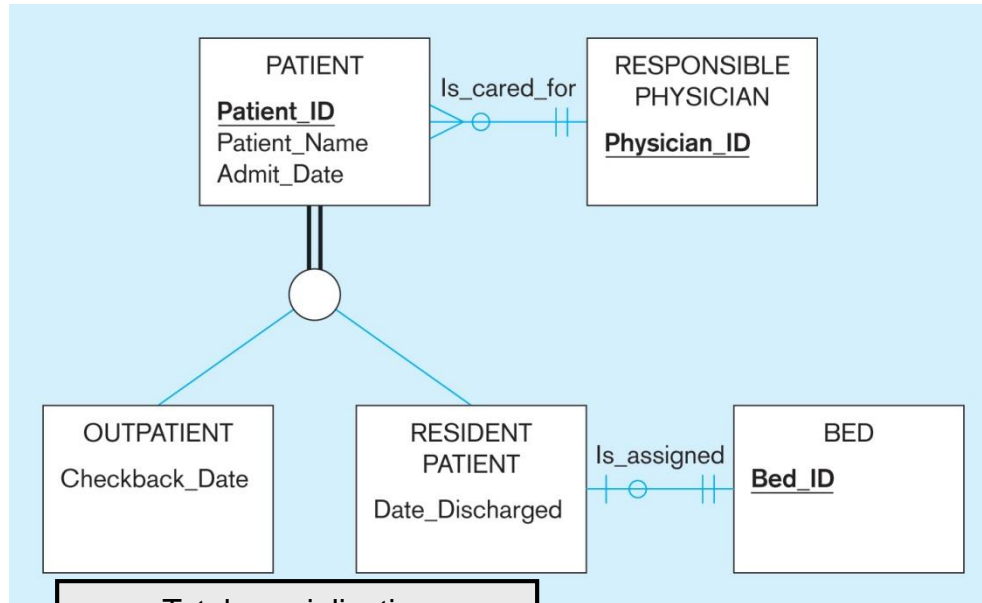 PATIENT
Patient_ID
Patient_Name
Admit_Date
Is_cared_for
RESPONSIBLE
PHYSICIAN
Physician_ID
OUTPATIENT
Checkback_Date
RESIDENT
PATIENT
Date_Discharged
Is_assigned
BED
Bed_ID